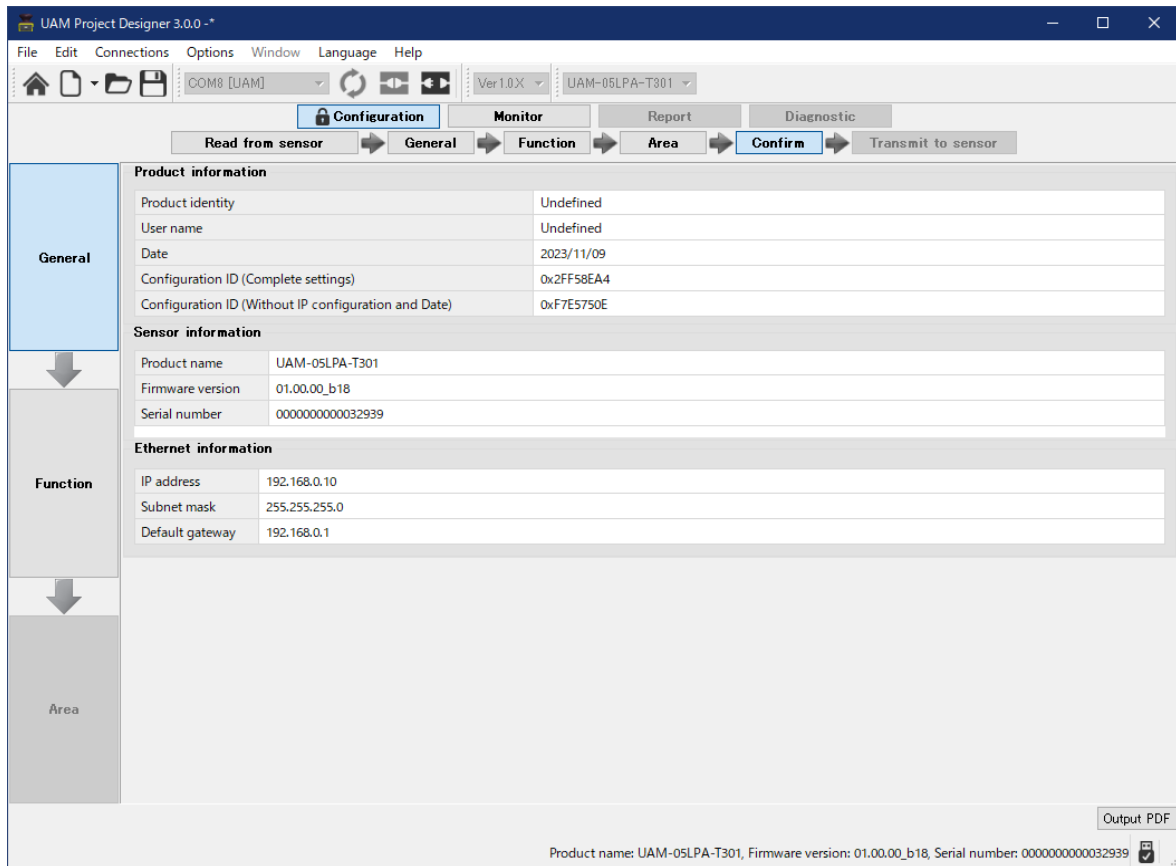 UAM Project Designer 3.0.0 -*
File Edit Connections Options Window Language Help
COM8 [UAM] Ver1.0X UAM-05LPA-T301
Configuration Monitor Report Diagnostic
Read from sensor General Function Area Confirm Transmit to sensor
General
Function
Area
Product information
Product identity Undefined
User name Undefined
Date 2023/11/09
Configuration ID (Complete settings) 0x2FF58EA4
Configuration ID (Without IP configuration and Date) 0xF7E5750E
Sensor information
Product name UAM-05LPA-T301
Firmware version 01.00.00_b18
Serial number 0000000000032939
Ethernet information
IP address 192.168.0.10
Subnet mask 255.255.255.0
Default gateway 192.168.0.1
Output PDF
Product name: UAM-05LPA-T301, Firmware version: 01.00.00_b18, Serial number: 0000000000032939